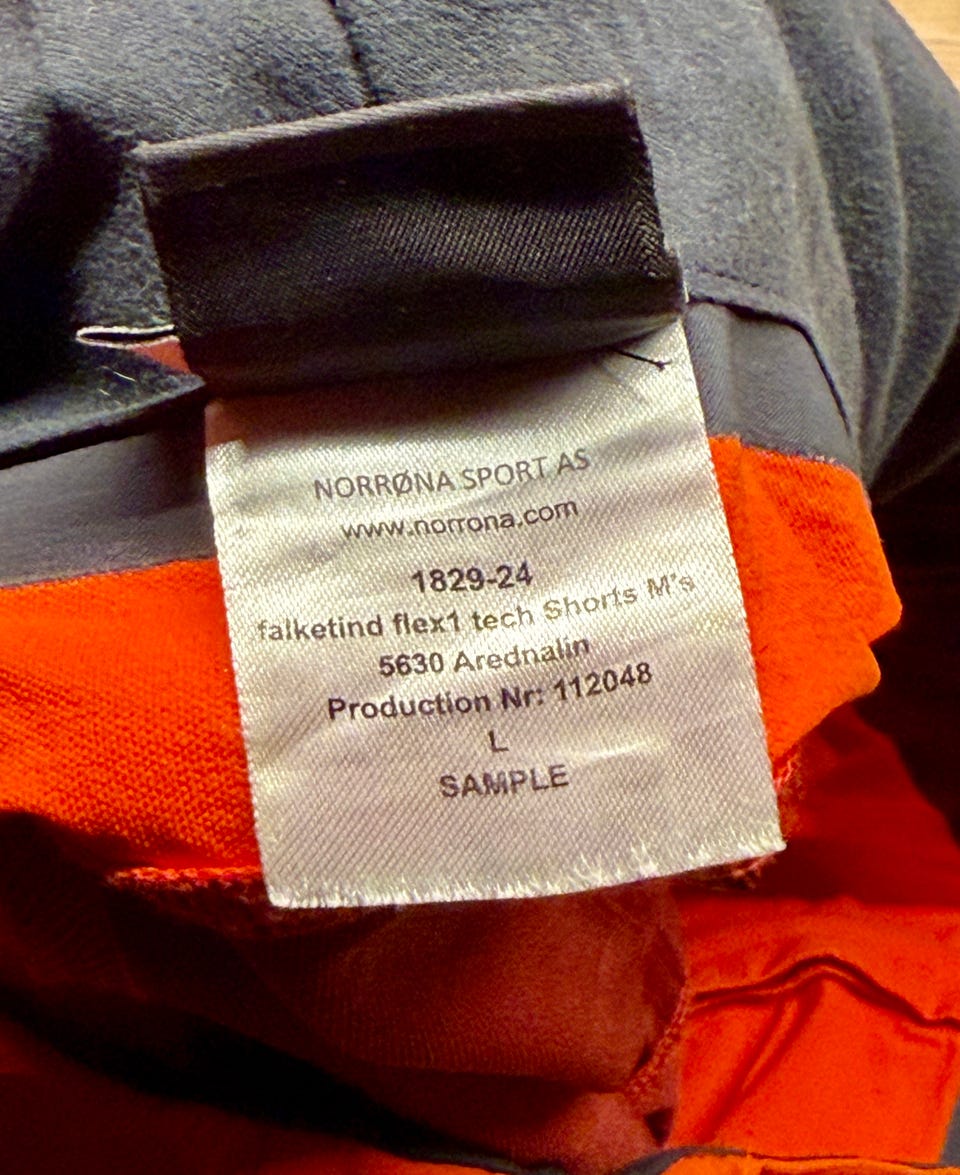 NORRØNA SPORT AS
www.norrona.com
1829-24
falketind flex1 tech Shorts M's
5630 Arednalin
Production Nr: 112048
L
SAMPLE